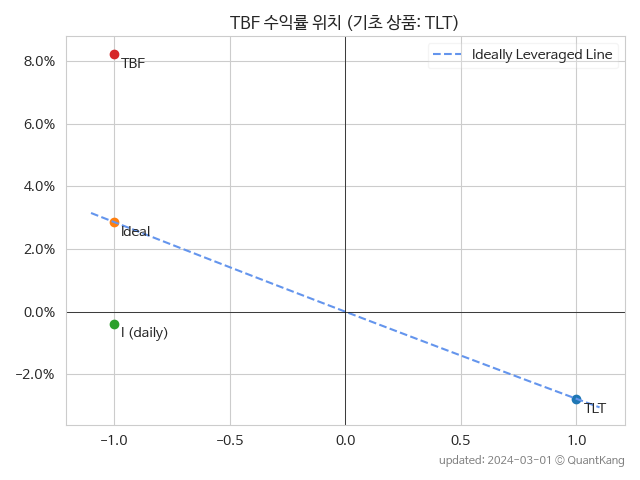 TBF 수익률 위치 (기초 상품: TLT)
8.0%
TBF
Ideally Leveraged Line
6.0%
4.0%
Ideal
2.0%
0.0%
I (daily)
−2.0%
TLT
−1.0
−0.5
0.0
0.5
1.0
updated: 2024-03-01 © QuantKang